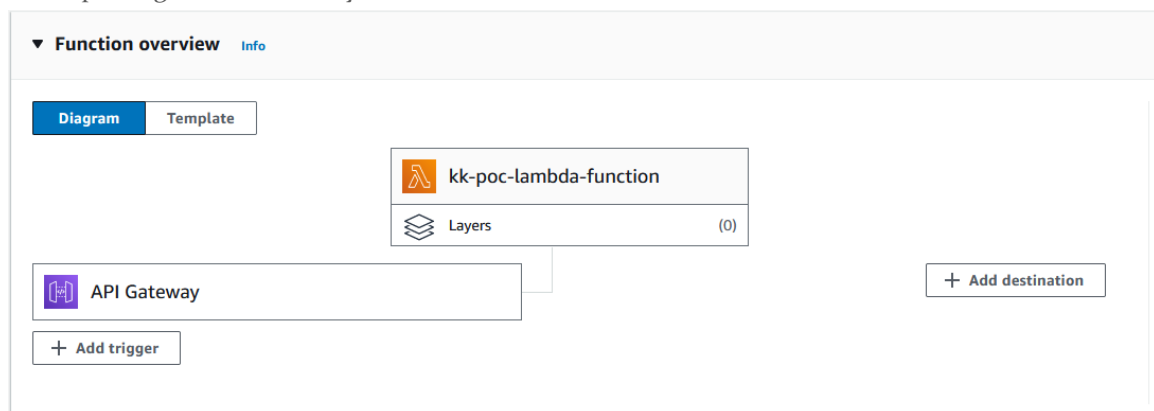 Function overview Info
Diagram Template
kk-poc-lambda-function
Layers (0)
API Gateway
+ Add destination
+ Add trigger